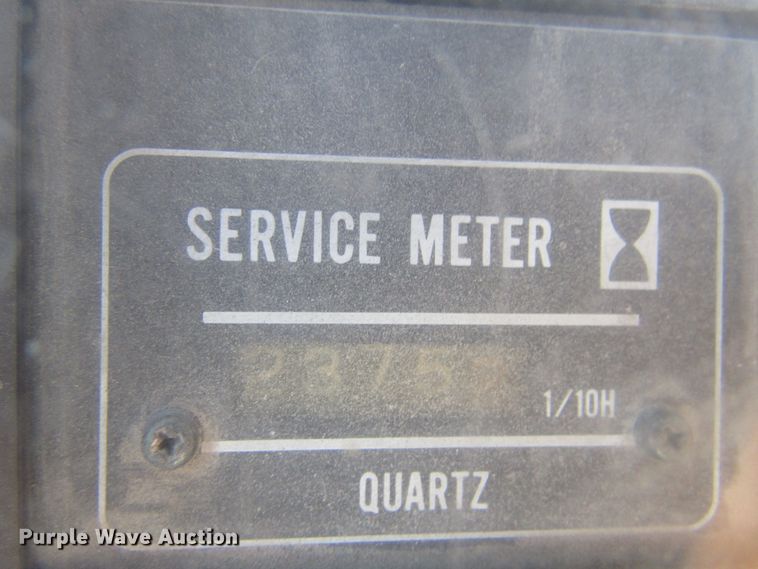 SERVICE METER
1/10H
QUARTZ
Purple Wave Auction